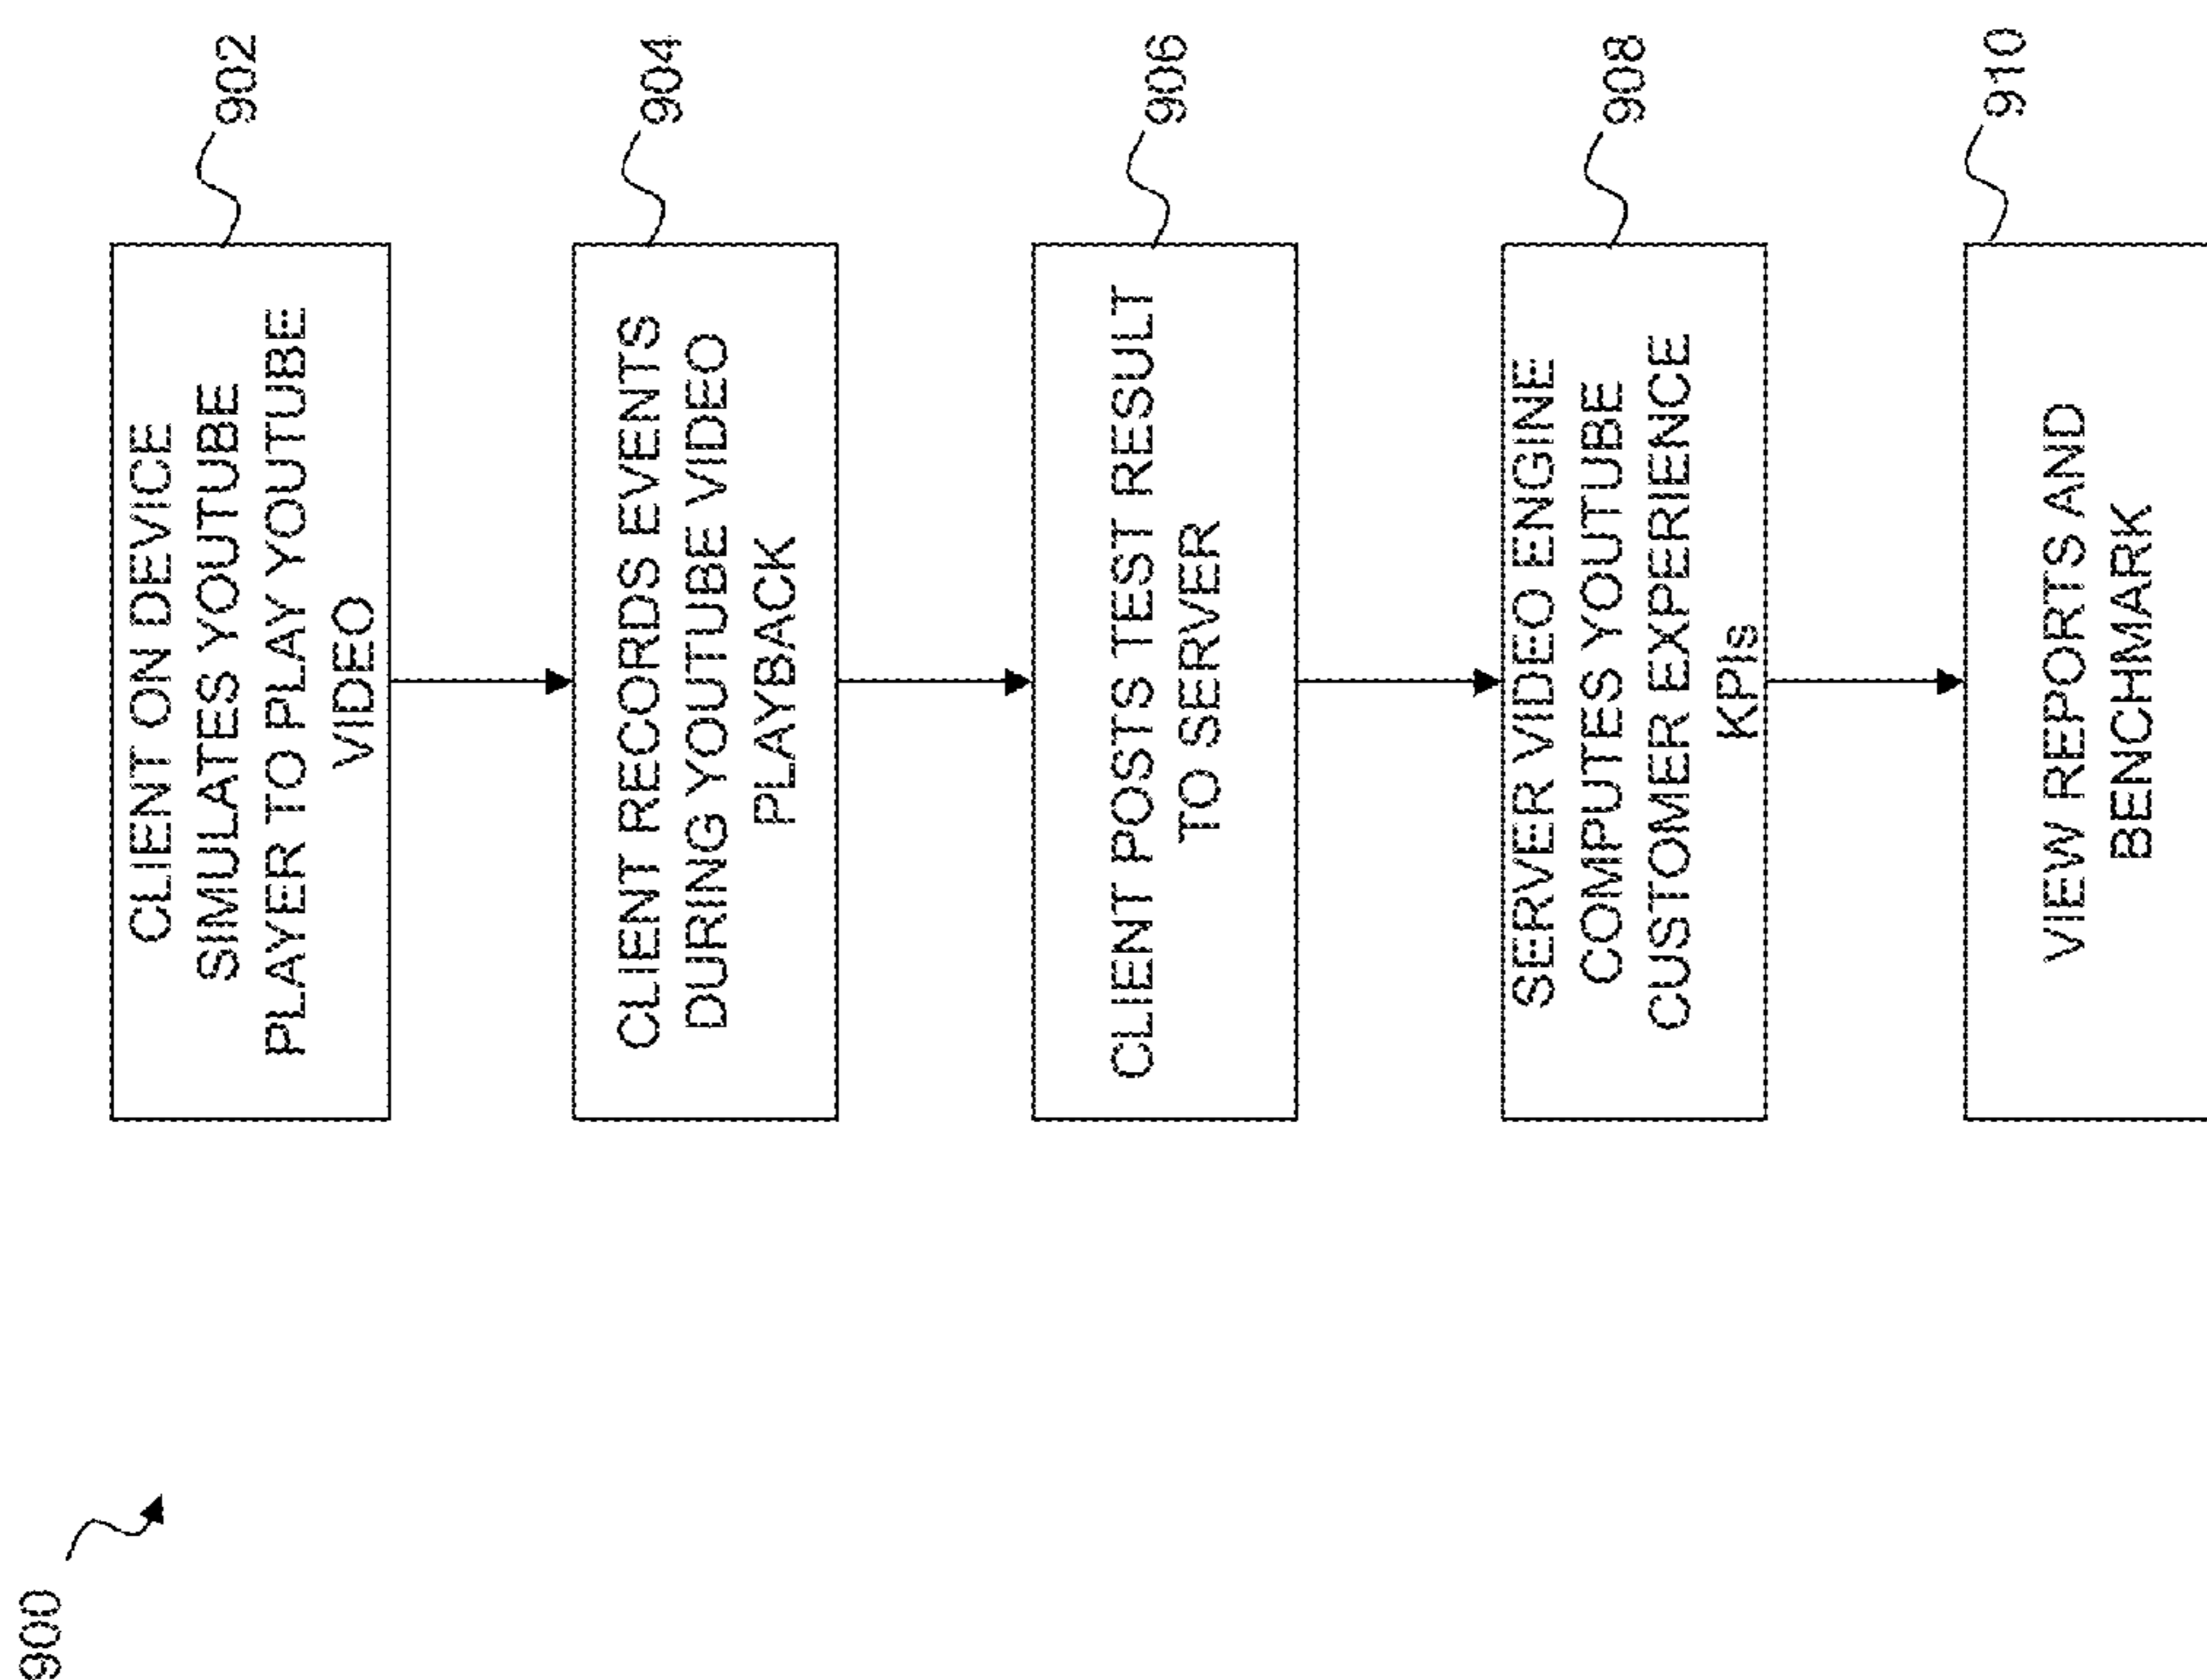 900
CLIENT ON DEVICE
SIMULATES YOUTUBE
PLAYER TO PLAY YOUTUBE
VIDEO
902
CLIENT RECORDS EVENTS
DURING YOUTUBE VIDEO
PLAYBACK
904
CLIENT POSTS TEST RESULT
TO SERVER
906
SERVER VIDEO ENGINE
COMPUTES YOUTUBE
CUSTOMER EXPERIENCE
KPIs
908
VIEW REPORTS AND
BENCHMARK
910